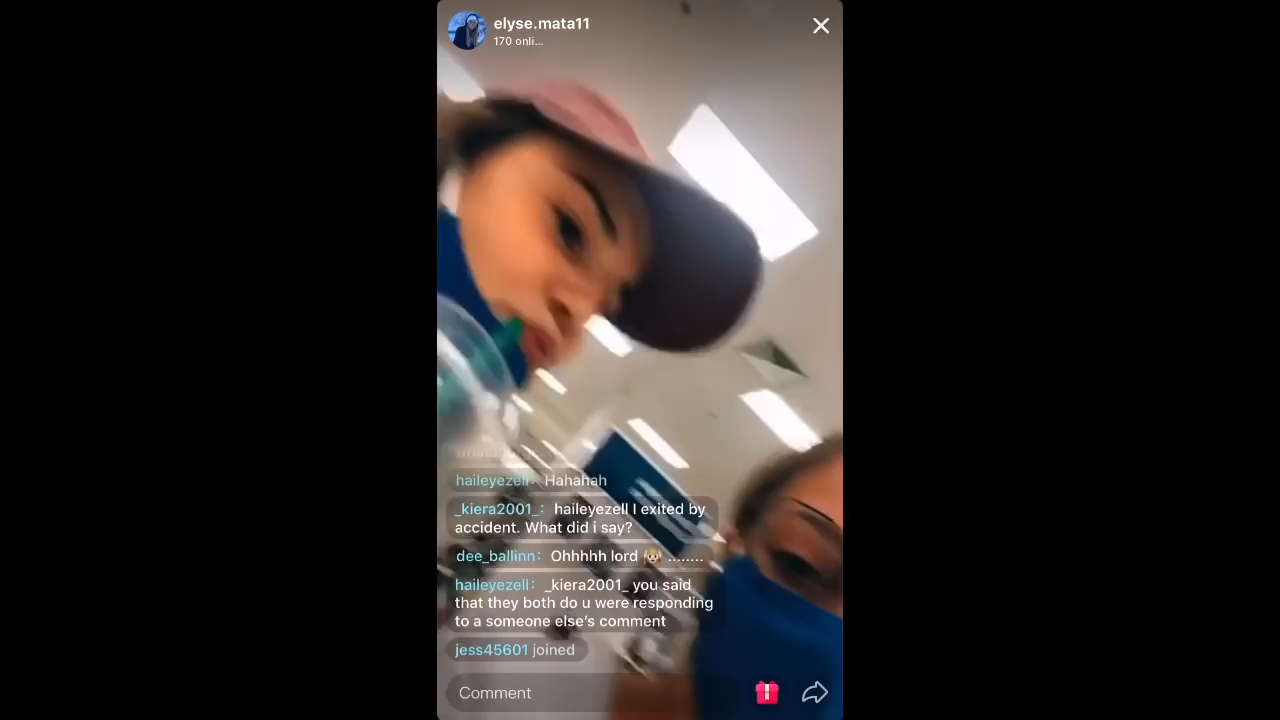 elyse.mata11
170 onli...
haileyezell: Hahahah
_kiera2001_: haileyezell I exited by
accident. What did i say?
dee_ballinn: Ohhhhh lord 🙉 ........
haileyezell: _kiera2001_ you said
that they both do u were responding
to a someone else's comment
jess45601 joined
Comment